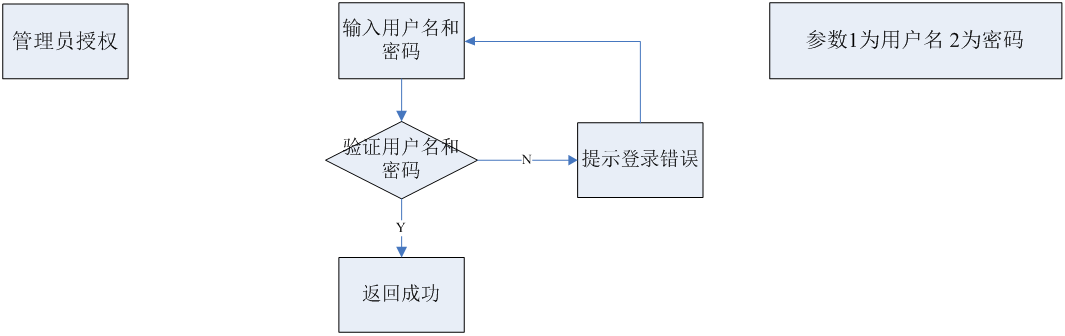 管理员授权
输入用户名和
密码
参数1为用户名 2为密码
验证用户名和
密码
N
提示登录错误
Y
返回成功